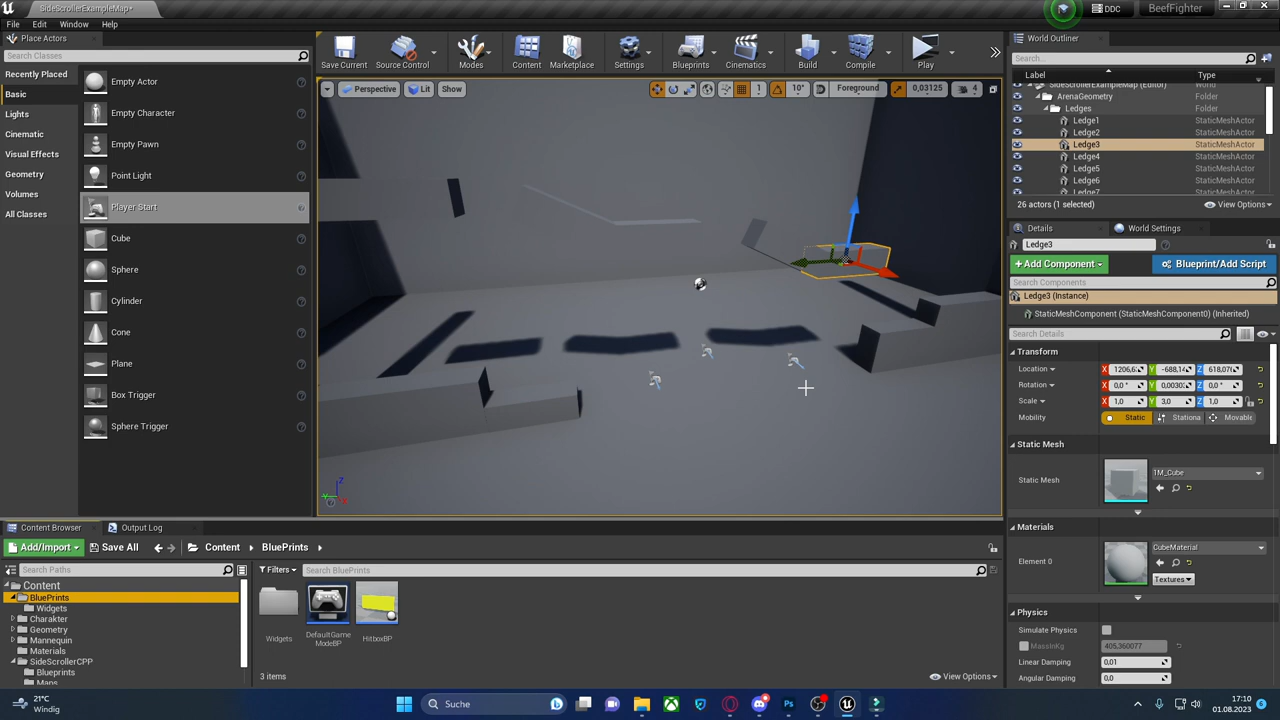 SideScrollerExampleMap*
DDC
BeefFighter
File Edit Window Help
Place Actors
Search Classes
Recently Placed
Basic
Lights
Cinematic
Visual Effects
Geometry
Volumes
All Classes
Empty Actor
Empty Character
Empty Pawn
Point Light
Player Start
Cube
Sphere
Cylinder
Cone
Plane
Box Trigger
Sphere Trigger
Save Current
Source Control
Modes
Content
Marketplace
Settings
Blueprints
Cinematics
Build
Compile
Play
Perspective
Lit
Show
1
10°
Foreground
0,03125
4
World Outliner
Search...
Label Type
SideScrollerExampleMap (Editor) World
ArenaGeometry Folder
Ledges Folder
Ledge1 StaticMeshActor
Ledge2 StaticMeshActor
Ledge3 StaticMeshActor
Ledge4 StaticMeshActor
Ledge5 StaticMeshActor
Ledge6 StaticMeshActor
Ledge7 StaticMeshActor
26 actors (1 selected) View Options
Details World Settings
Ledge3
+Add Component Blueprint/Add Script
Search Components
Ledge3 (Instance)
StaticMeshComponent (StaticMeshComponent0) (Inherited)
Search Details
Transform
Location X 1206,6 Y -688,14 Z 618,076
Rotation X 0,0 ° Y 0,0030 Z 0,0 °
Scale X 1,0 Y 3,0 Z 1,0
Mobility Static Stationa Movable
Static Mesh
Static Mesh 1M_Cube
Materials
Element 0 CubeMaterial
Textures
Physics
Simulate Physics
MassInKg 405,360077
Linear Damping 0,01
Angular Damping 0,0
Content Browser Output Log
Add/Import Save All Content BluePrints
Search Paths
Filters Search BluePrints
Content
BluePrints
Widgets
Charakter
Geometry
Mannequin
Materials
SideScrollerCPP
Blueprints
Maps
Widgets
DefaultGame
ModeBP
HitboxBP
3 items View Options
21°C
Windig
Suche
17:10
01.08.2023